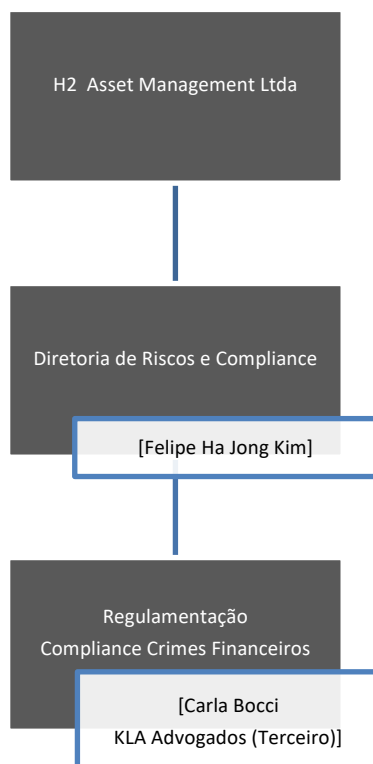 H2 Asset Management Ltda
Diretoria de Riscos e Compliance
[Felipe Ha Jong Kim]
Regulamentação
Compliance Crimes Financeiros
[Carla Bocci
KLA Advogados (Terceiro)]